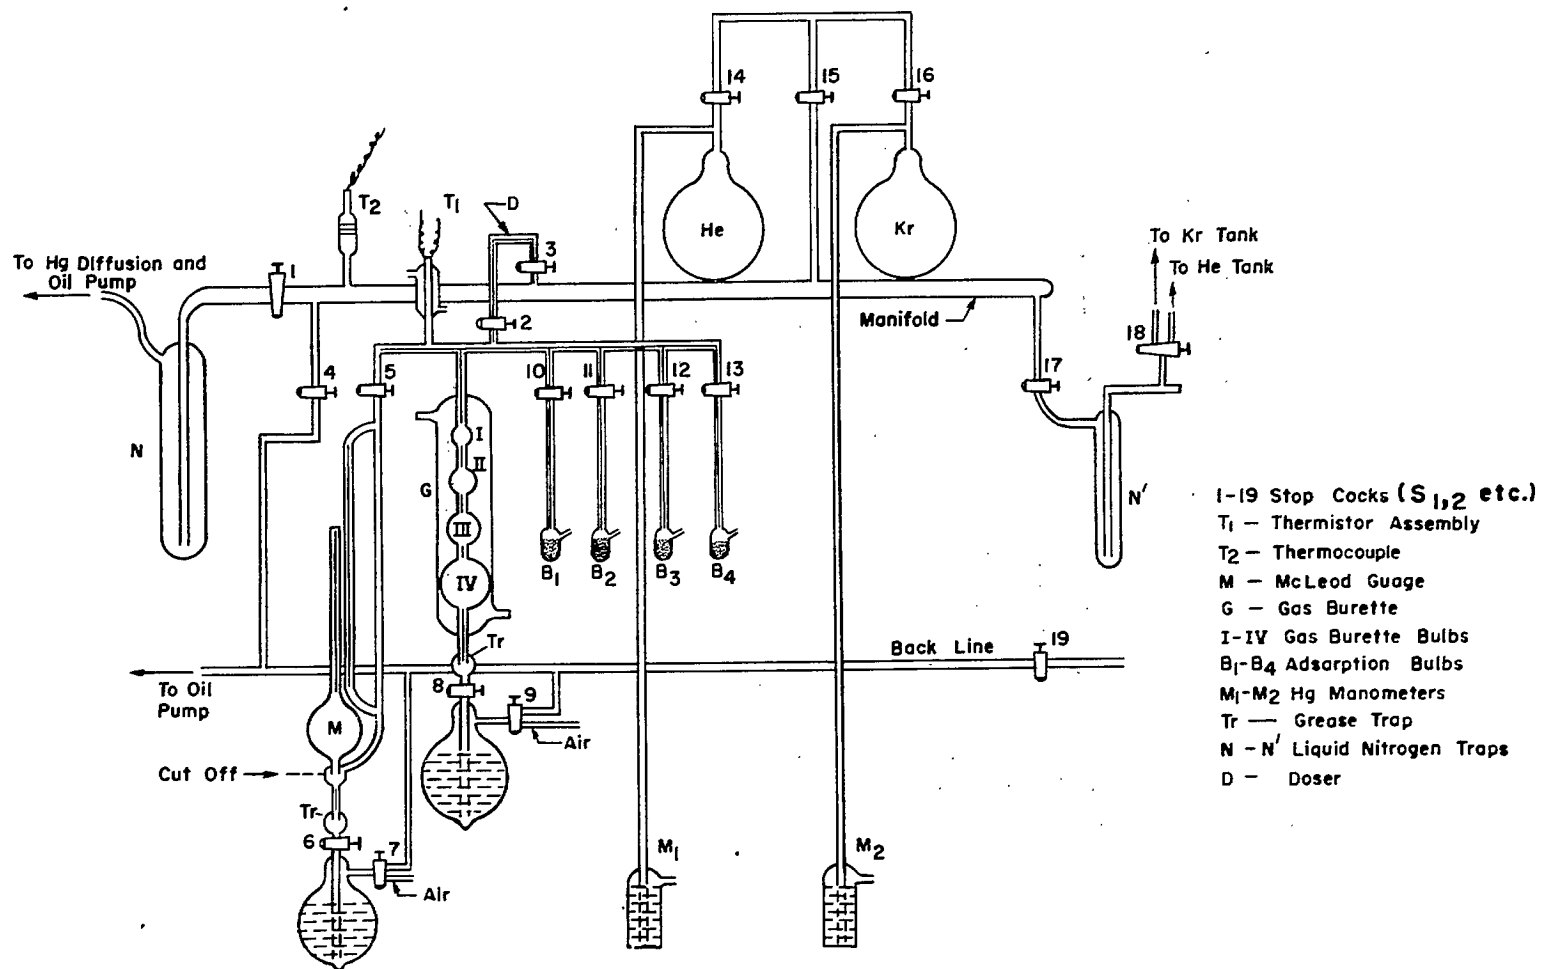 14
15
16
T2
T1
D
3
He
Kr
To Kr Tank
To He Tank
To Hg Diffusion and
Oil Pump
1
2
Manifold
18
4
5
10
11
12
13
17
N
I
II
G
III
IV
N'
B1
B2
B3
B4
1-19 Stop Cocks (S1,2 etc.)
T1 — Thermistor Assembly
T2 — Thermocouple
M — McLeod Guage
G — Gas Burette
I-IV Gas Burette Bulbs
B1-B4 Adsarption Bulbs
M1-M2 Hg Manometers
Tr — Grease Trap
N - N' Liquid Nitrogen Traps
D — Doser
Tr
Back Line
19
To Oil
Pump
8
9
M
Air
Cut Off
Tr
6
7
Air
M1
M2